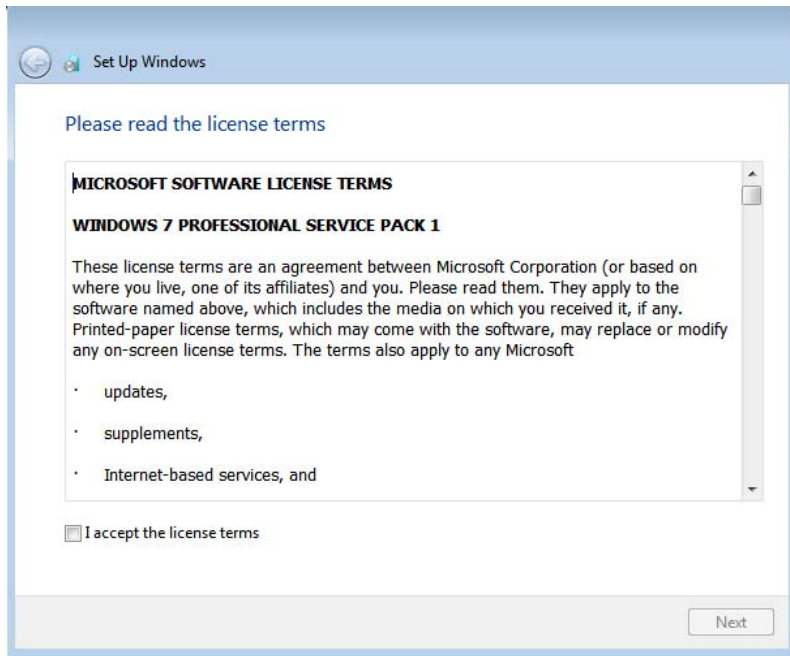 Set Up Windows
Please read the license terms
MICROSOFT SOFTWARE LICENSE TERMS
WINDOWS 7 PROFESSIONAL SERVICE PACK 1
These license terms are an agreement between Microsoft Corporation (or based on
where you live, one of its affiliates) and you. Please read them. They apply to the
software named above, which includes the media on which you received it, if any.
Printed-paper license terms, which may come with the software, may replace or modify
any on-screen license terms. The terms also apply to any Microsoft
· updates,
· supplements,
· Internet-based services, and
I accept the license terms
Next